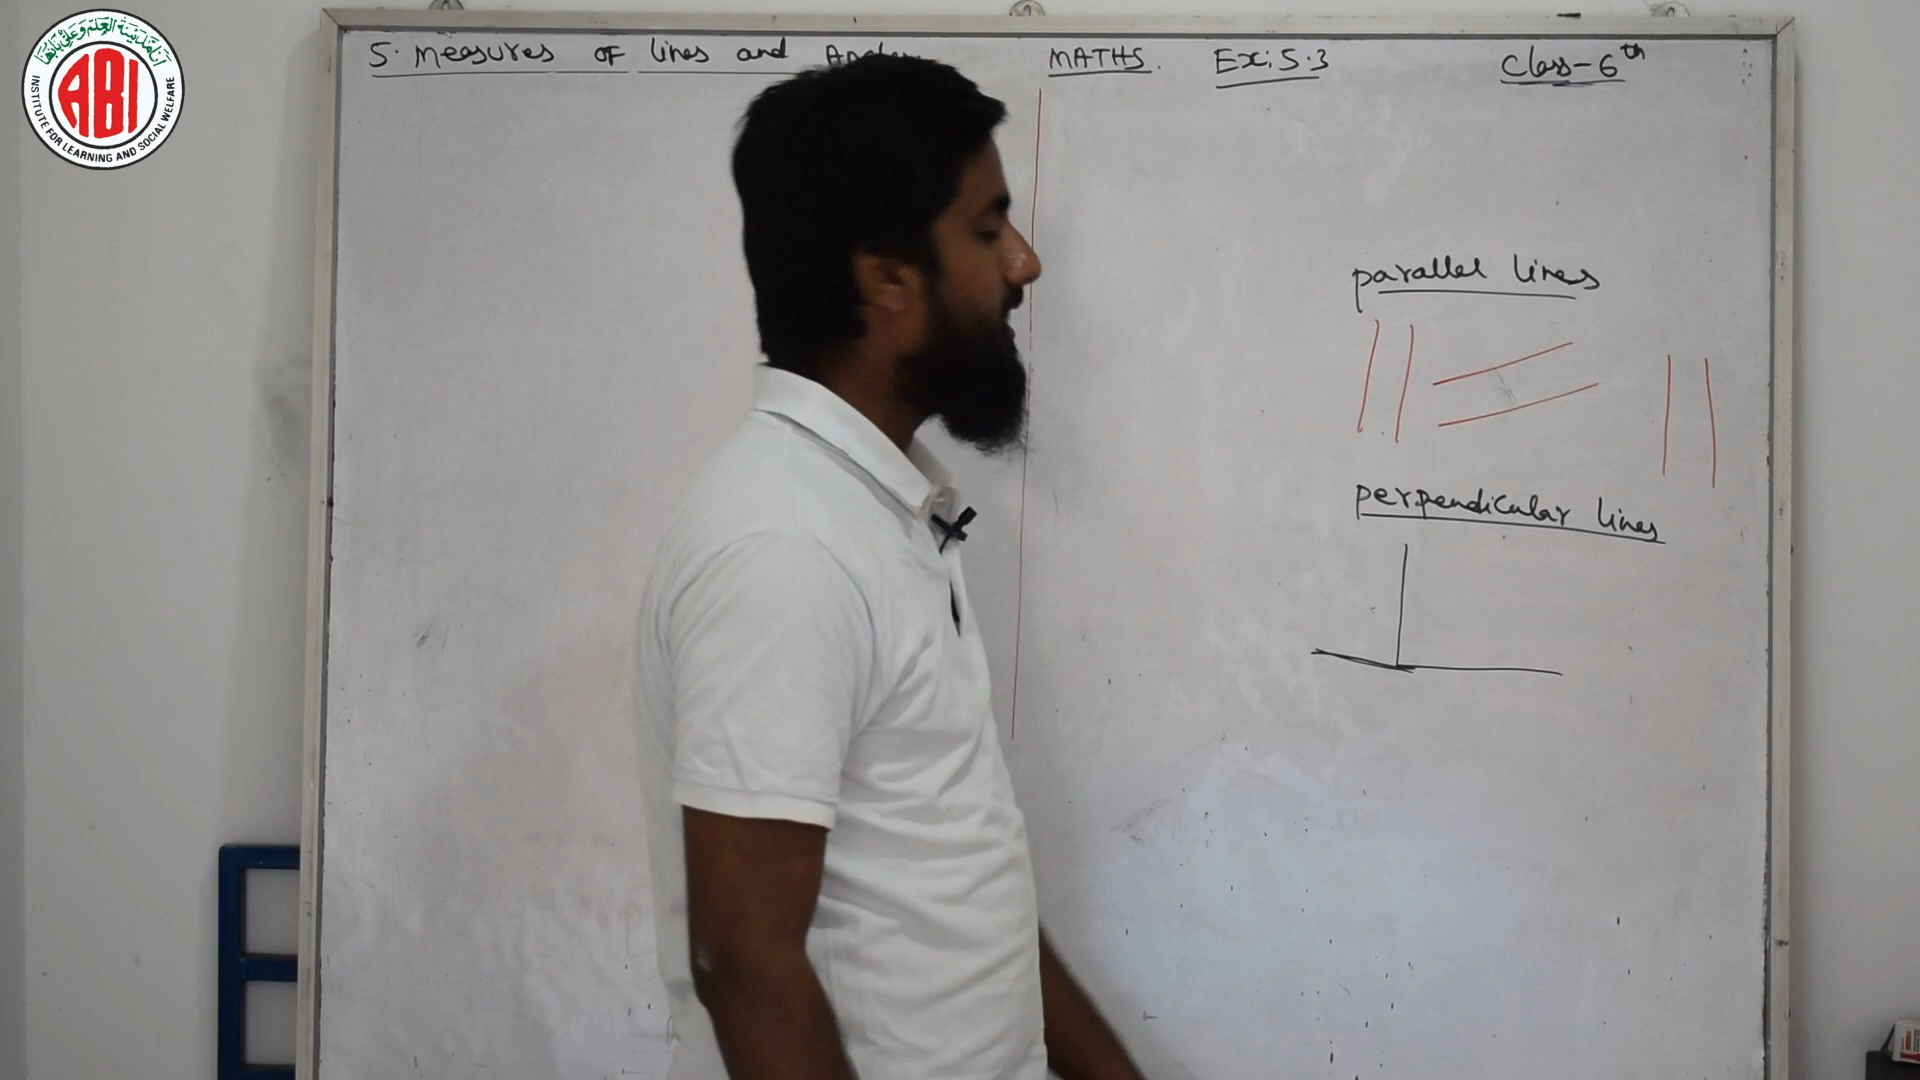 5. Measures of lines and
MATHS. Ex: 5.3 Class-6th
parallel lines
perpendicular lines
ABI
INSTITUTE FOR LEARNING AND SOCIAL WELFARE